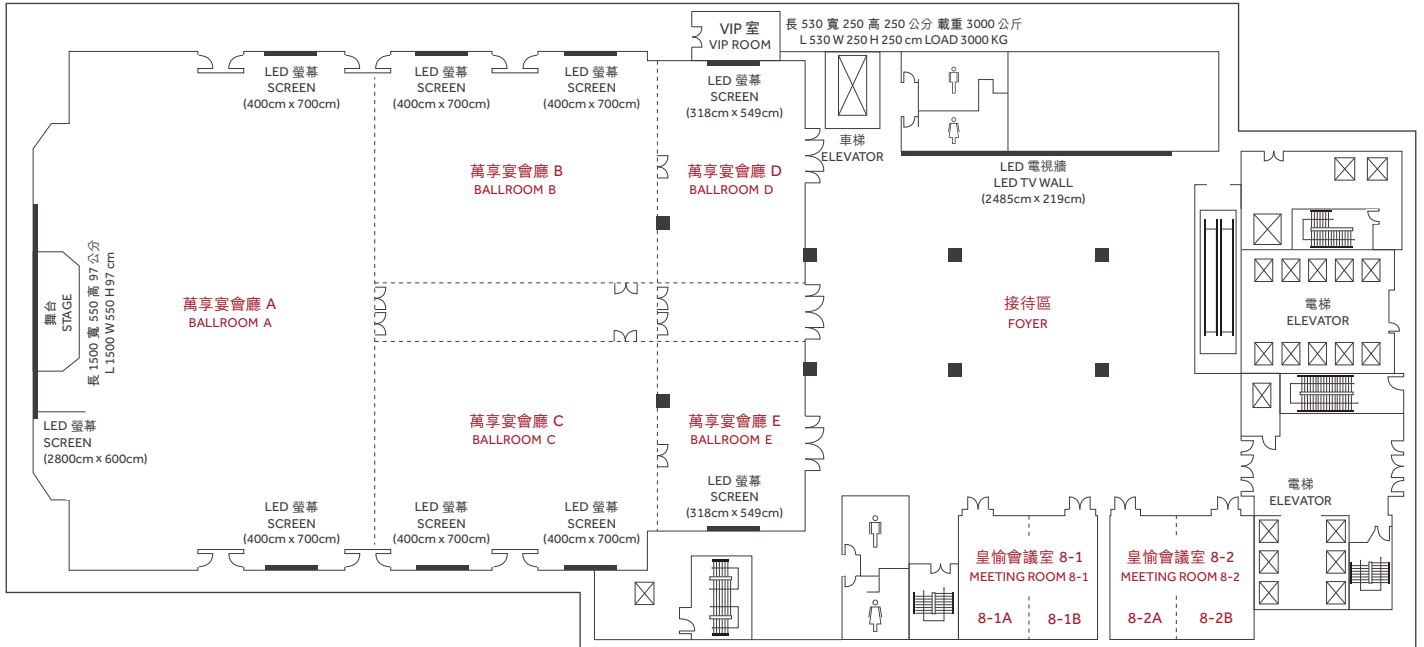 VIP 室
VIP ROOM
長 530 寬 250 高 250 公分 載重 3000 公斤
L 530 W 250 H 250 cm LOAD 3000 KG
LED 螢幕
SCREEN
(400cm x 700cm)
LED 螢幕
SCREEN
(400cm x 700cm)
LED 螢幕
SCREEN
(400cm x 700cm)
LED 螢幕
SCREEN
(318cm x 549cm)
車梯
ELEVATOR
LED 電視牆
LED TV WALL
(2485cm x 219cm)
萬享宴會廳 B
BALLROOM B
萬享宴會廳 D
BALLROOM D
舞台
STAGE
長 1500 寬 550 高 97 公分
L 1500 W 550 H 97 cm
萬享宴會廳 A
BALLROOM A
接待區
FOYER
電梯
ELEVATOR
LED 螢幕
SCREEN
(2800cm x 600cm)
萬享宴會廳 C
BALLROOM C
萬享宴會廳 E
BALLROOM E
LED 螢幕
SCREEN
(400cm x 700cm)
LED 螢幕
SCREEN
(400cm x 700cm)
LED 螢幕
SCREEN
(400cm x 700cm)
LED 螢幕
SCREEN
(318cm x 549cm)
電梯
ELEVATOR
皇愉會議室 8-1
MEETING ROOM 8-1
8-1A
8-1B
皇愉會議室 8-2
MEETING ROOM 8-2
8-2A
8-2B